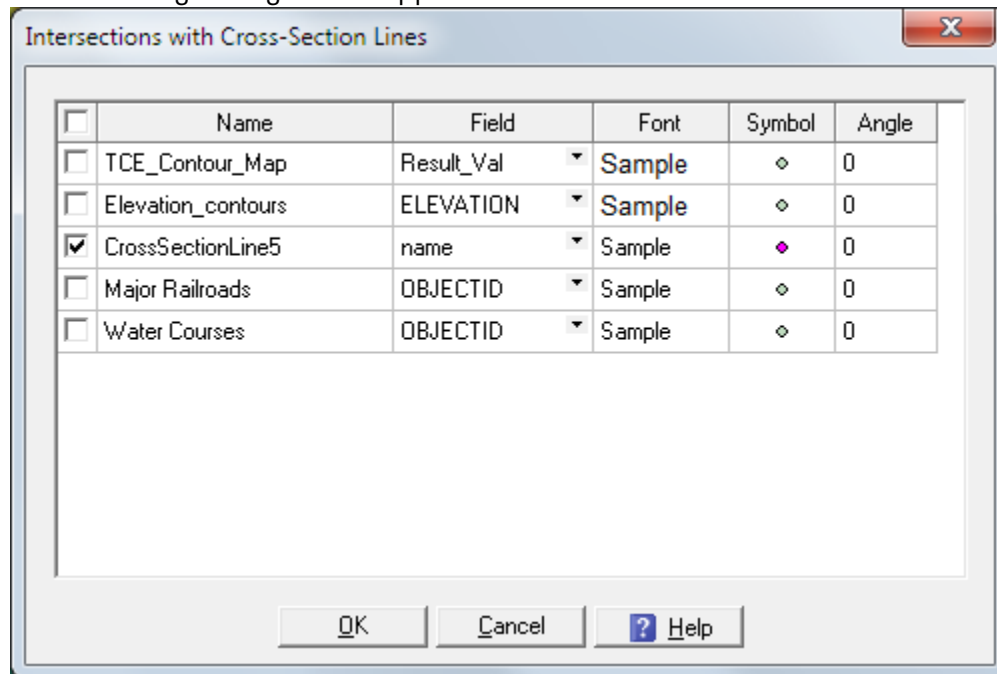 Intersections with Cross-Section Lines
Name Field Font Symbol Angle
TCE_Contour_Map Result_Val Sample 0
Elevation_contours ELEVATION Sample 0
CrossSectionLine5 name Sample 0
Major Railroads OBJECTID Sample 0
Water Courses OBJECTID Sample 0
OK Cancel ? Help